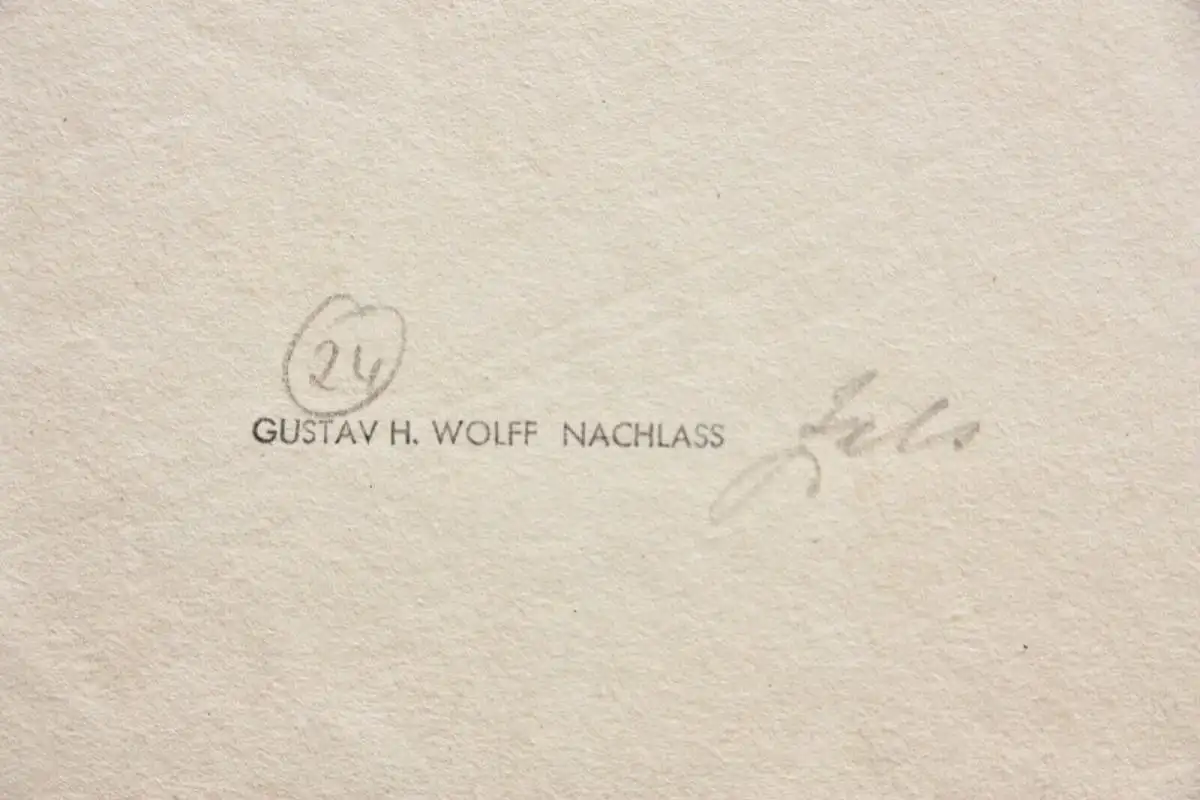 24
GUSTAV H. WOLFF NACHLASS